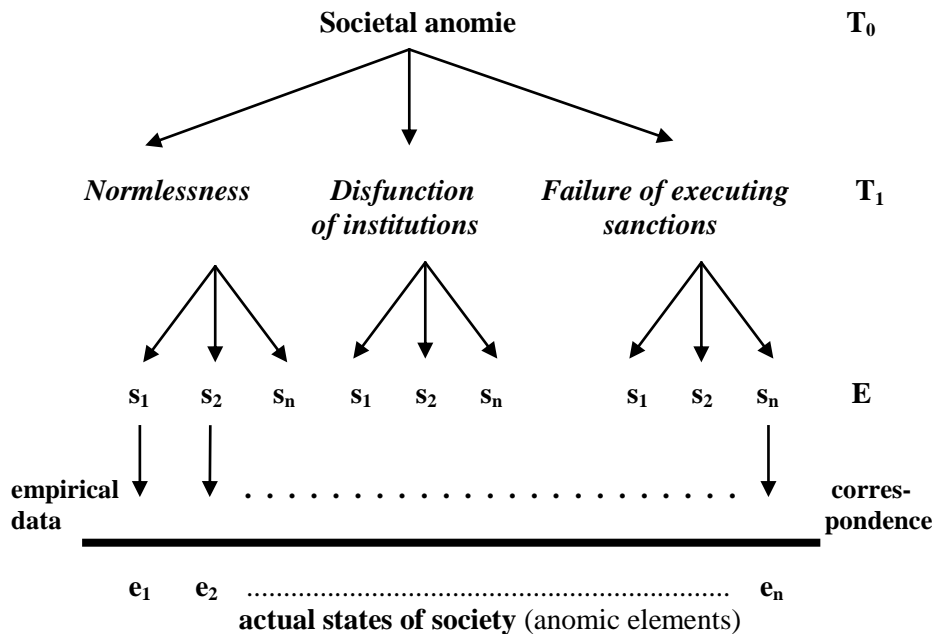 Societal anomie T₀
Normlessness Disfunction Failure of executing T₁
of institutions sanctions
s₁ s₂ sₙ s₁ s₂ sₙ s₁ s₂ sₙ E
empirical . . . . . . . . . . . . . . . . . . . . . . . corres-
data pondence
e₁ e₂ ........................................................................ eₙ
actual states of society (anomic elements)